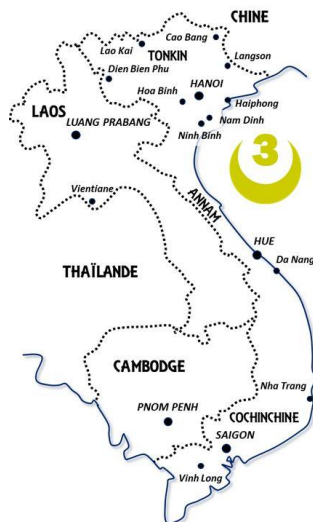 CHINE
Cao Bang
Lao Kai
TONKIN
Langson
Dien Bien Phu
HANOI
Hoa Binh
Haiphong
LAOS
Nam Dinh
LUANG PRABANG
Ninh Binh
3
Vientiane
ANNAM
HUE
Da Nang
THAÏLANDE
CAMBODGE
Nha Trang
PNOM PENH
COCHINCHINE
SAIGON
Vinh Long